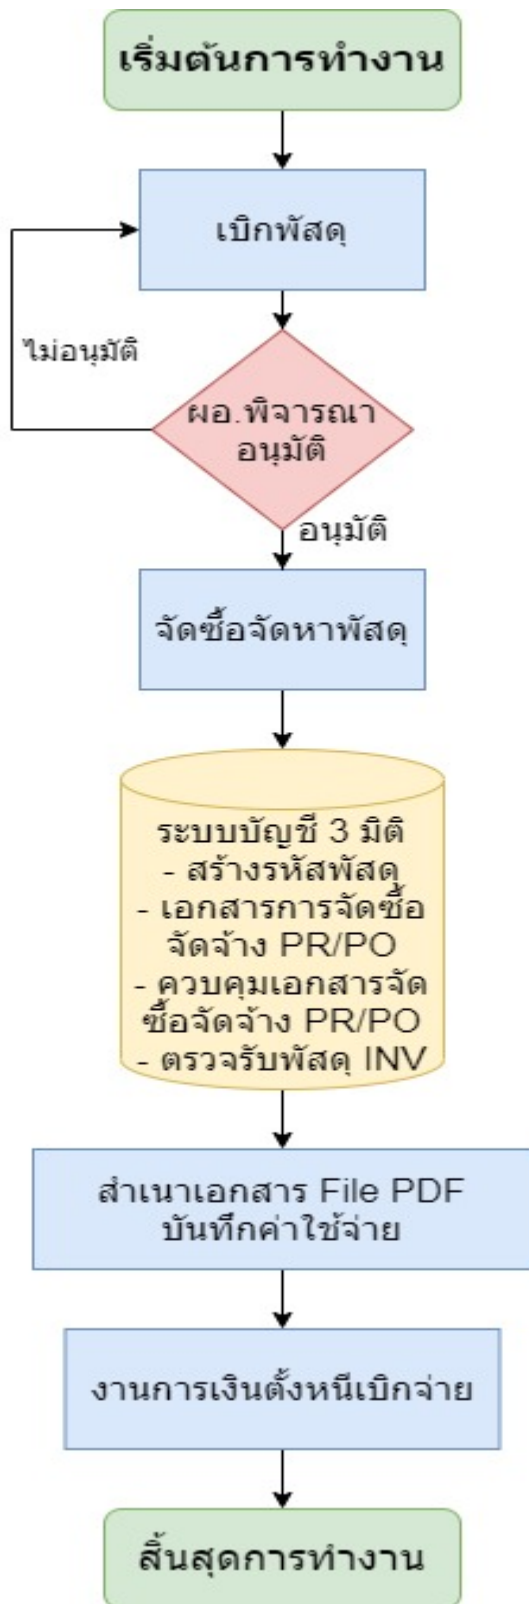 เริ่มต้นการทำงาน
เบิกพัสดุ
ไม่อนุมัติ
ผอ.พิจารณา
อนุมัติ
อนุมัติ
จัดซื้อจัดหาพัสดุ
ระบบบัญชี 3 มิติ
- สร้างรหัสพัสดุ
- เอกสารการจัดซื้อ
จัดจ้าง PR/PO
- ควบคุมเอกสารจัด
ซื้อจัดจ้าง PR/PO
- ตรวจรับพัสดุ INV
สำเนาเอกสาร File PDF
บันทึกค่าใช้จ่าย
งานการเงินตั้งหนี้เบิกจ่าย
สิ้นสุดการทำงาน